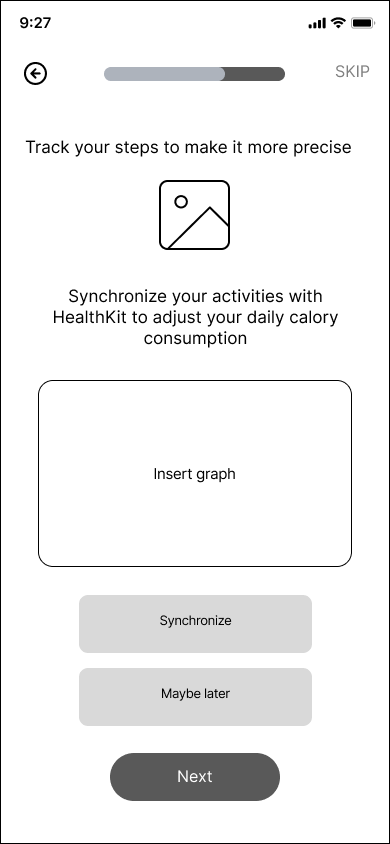 9:27
SKIP
Track your steps to make it more precise
Synchronize your activities with
HealthKit to adjust your daily calory
consumption
Insert graph
Synchronize
Maybe later
Next